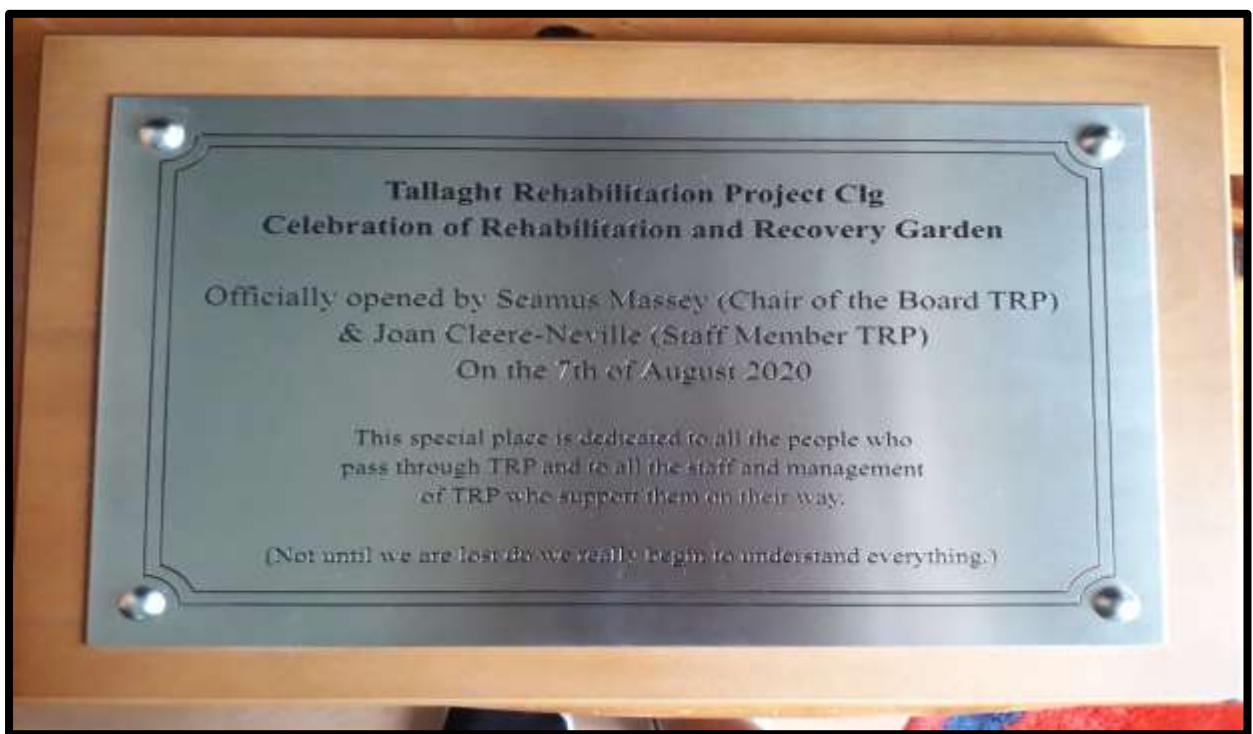 Tallaght Rehabilitation Project Clg
Celebration of Rehabilitation and Recovery Garden
Officially opened by Seamus Massey (Chair of the Board TRP)
& Joan Cleere-Neville (Staff Member TRP)
On the 7th of August 2020
This special place is dedicated to all the people who
pass through TRP and to all the staff and management
of TRP who support them on their way.
(Not until we are lost do we really begin to understand everything.)